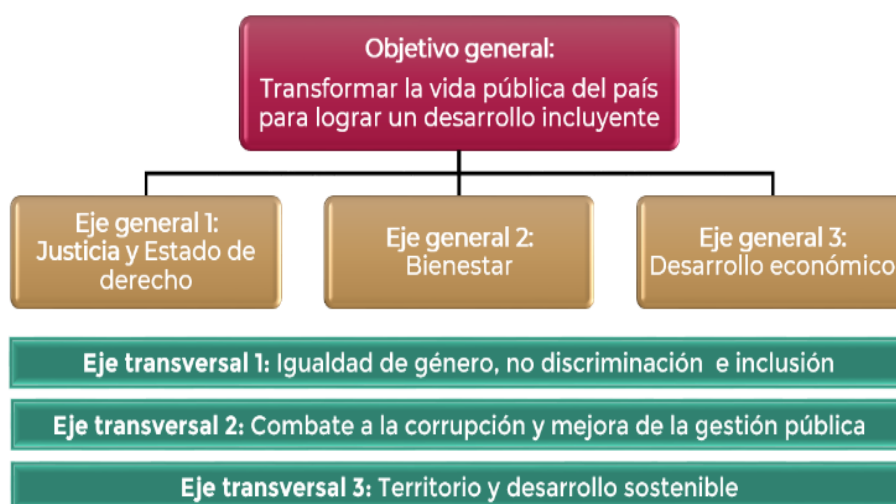 Objetivo general:
Transformar la vida pública del país
para lograr un desarrollo incluyente
Eje general 1:
Justicia y Estado de
derecho
Eje general 2:
Bienestar
Eje general 3:
Desarrollo económico
Eje transversal 1: Igualdad de género, no discriminación e inclusión
Eje transversal 2: Combate a la corrupción y mejora de la gestión pública
Eje transversal 3: Territorio y desarrollo sostenible